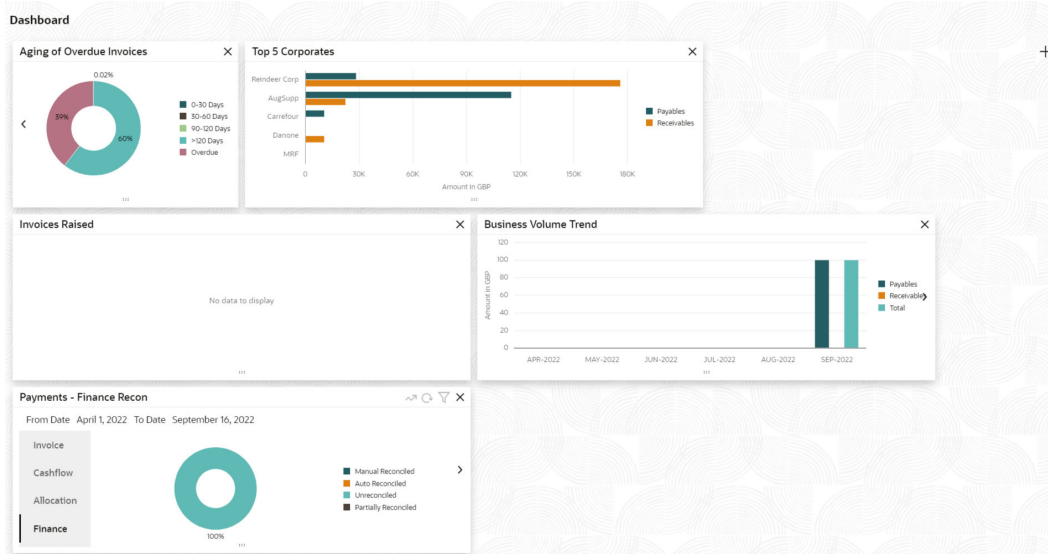 Dashboard
Aging of Overdue Invoices
0.02%
39%
60%
0-30 Days
30-60 Days
90-120 Days
>120 Days
Overdue
Top 5 Corporates
Reindeer Corp
AugSupp
Carrefour
Danone
MRF
0 30K 60K 90K 120K 150K 180K
Amount in GBP
Payables
Receivables
Invoices Raised
No data to display
Business Volume Trend
Amount in GBP
120
100
80
60
40
20
0
APR-2022 MAY-2022 JUN-2022 JUL-2022 AUG-2022 SEP-2022
Payables
Receivables
Total
Payments - Finance Recon
From Date April 1, 2022 To Date September 16, 2022
Invoice
Cashflow
Allocation
Finance
100%
Manual Reconciled
Auto Reconciled
Unreconciled
Partially Reconciled